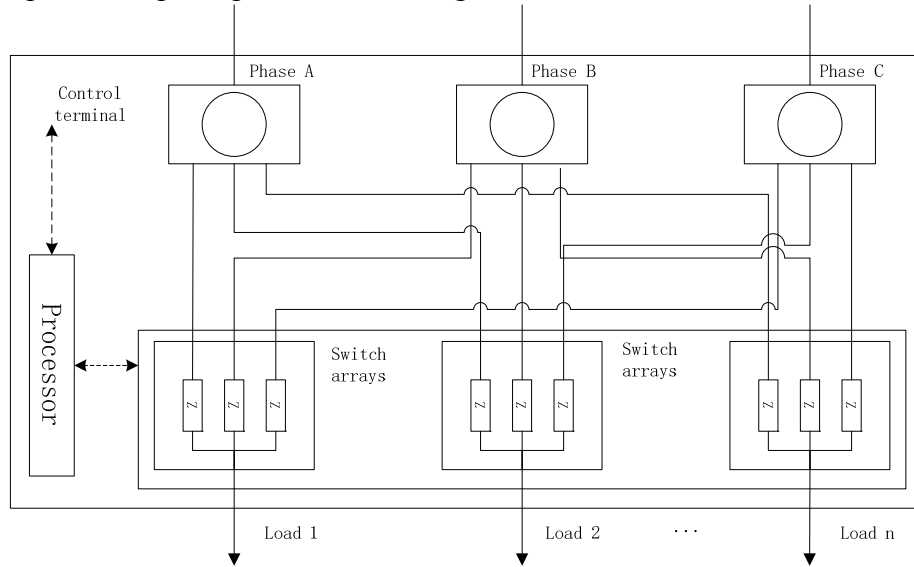 Phase A
Phase B
Phase C
Control
terminal
Processor
Switch
arrays
Switch
arrays
Z
Z
Z
Z
Z
Z
Z
Z
Z
Load 1
Load 2
...
Load n